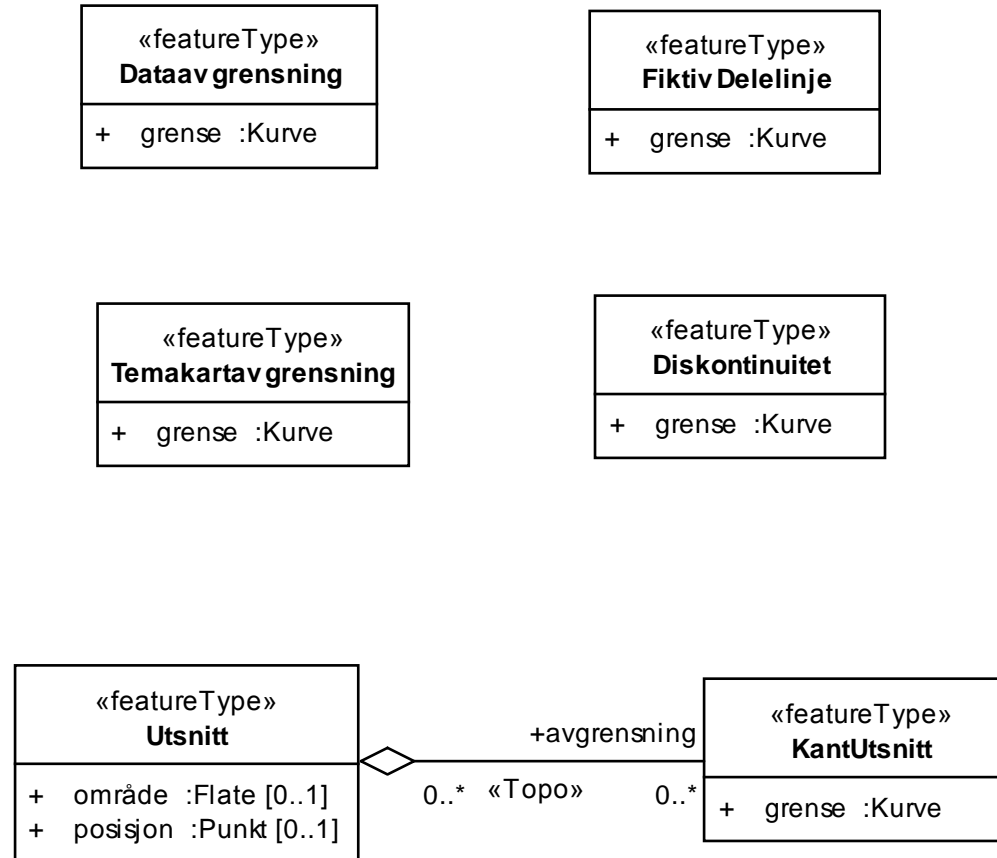 «featureType»
Dataavgrensning
+ grense :Kurve
«featureType»
FiktivDelelinje
+ grense :Kurve
«featureType»
Temakartavgrensning
+ grense :Kurve
«featureType»
Diskontinuitet
+ grense :Kurve
«featureType»
Utsnitt
+ område :Flate [0..1]
+ posisjon :Punkt [0..1]
+avgrensning
0..* «Topo» 0..*
«featureType»
KantUtsnitt
+ grense :Kurve